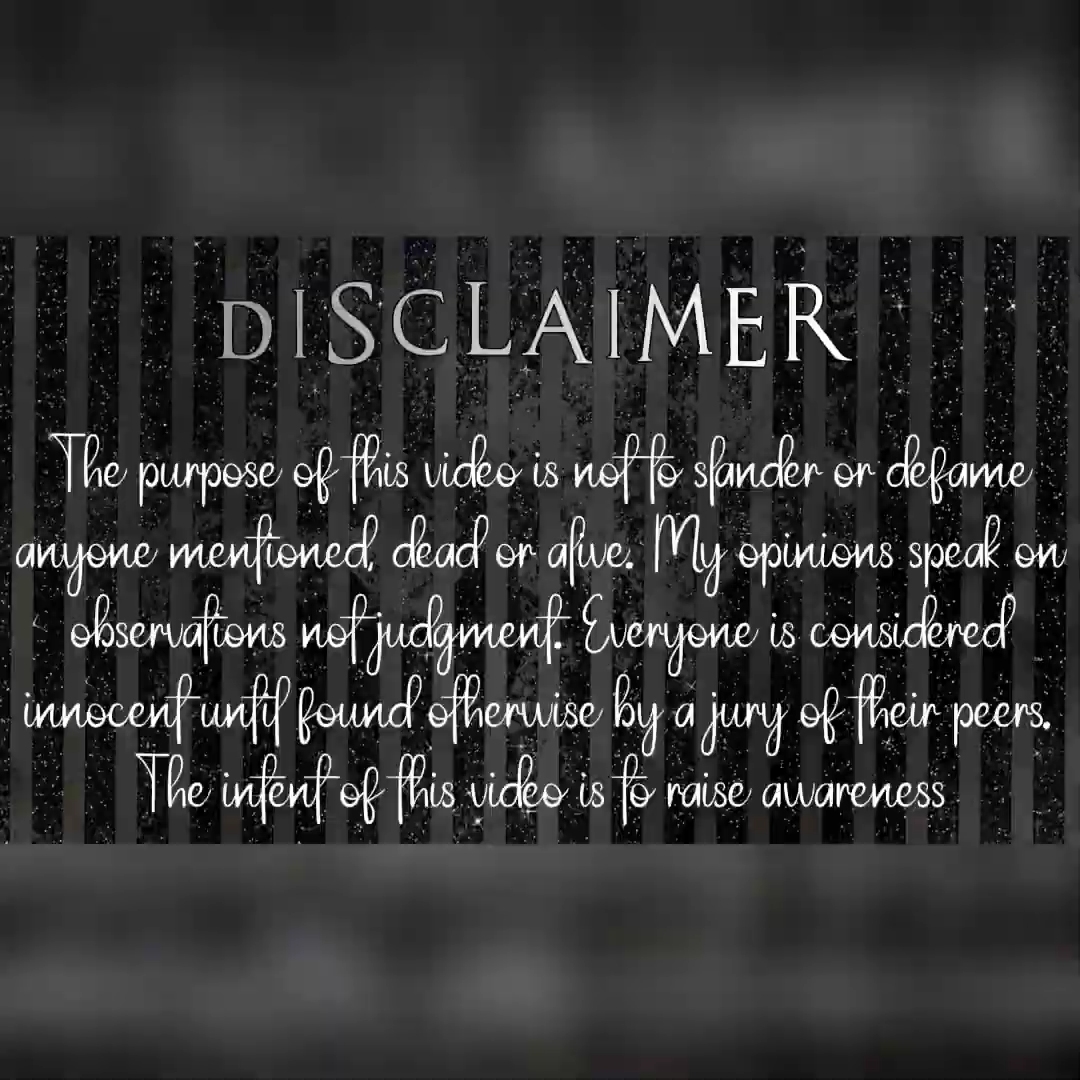 DISCLAIMER
The purpose of this video is not to slander or defame
anyone mentioned, dead or alive. My opinions speak on
observations not judgment. Everyone is considered
innocent until found otherwise by a jury of their peers.
The intent of this video is to raise awareness